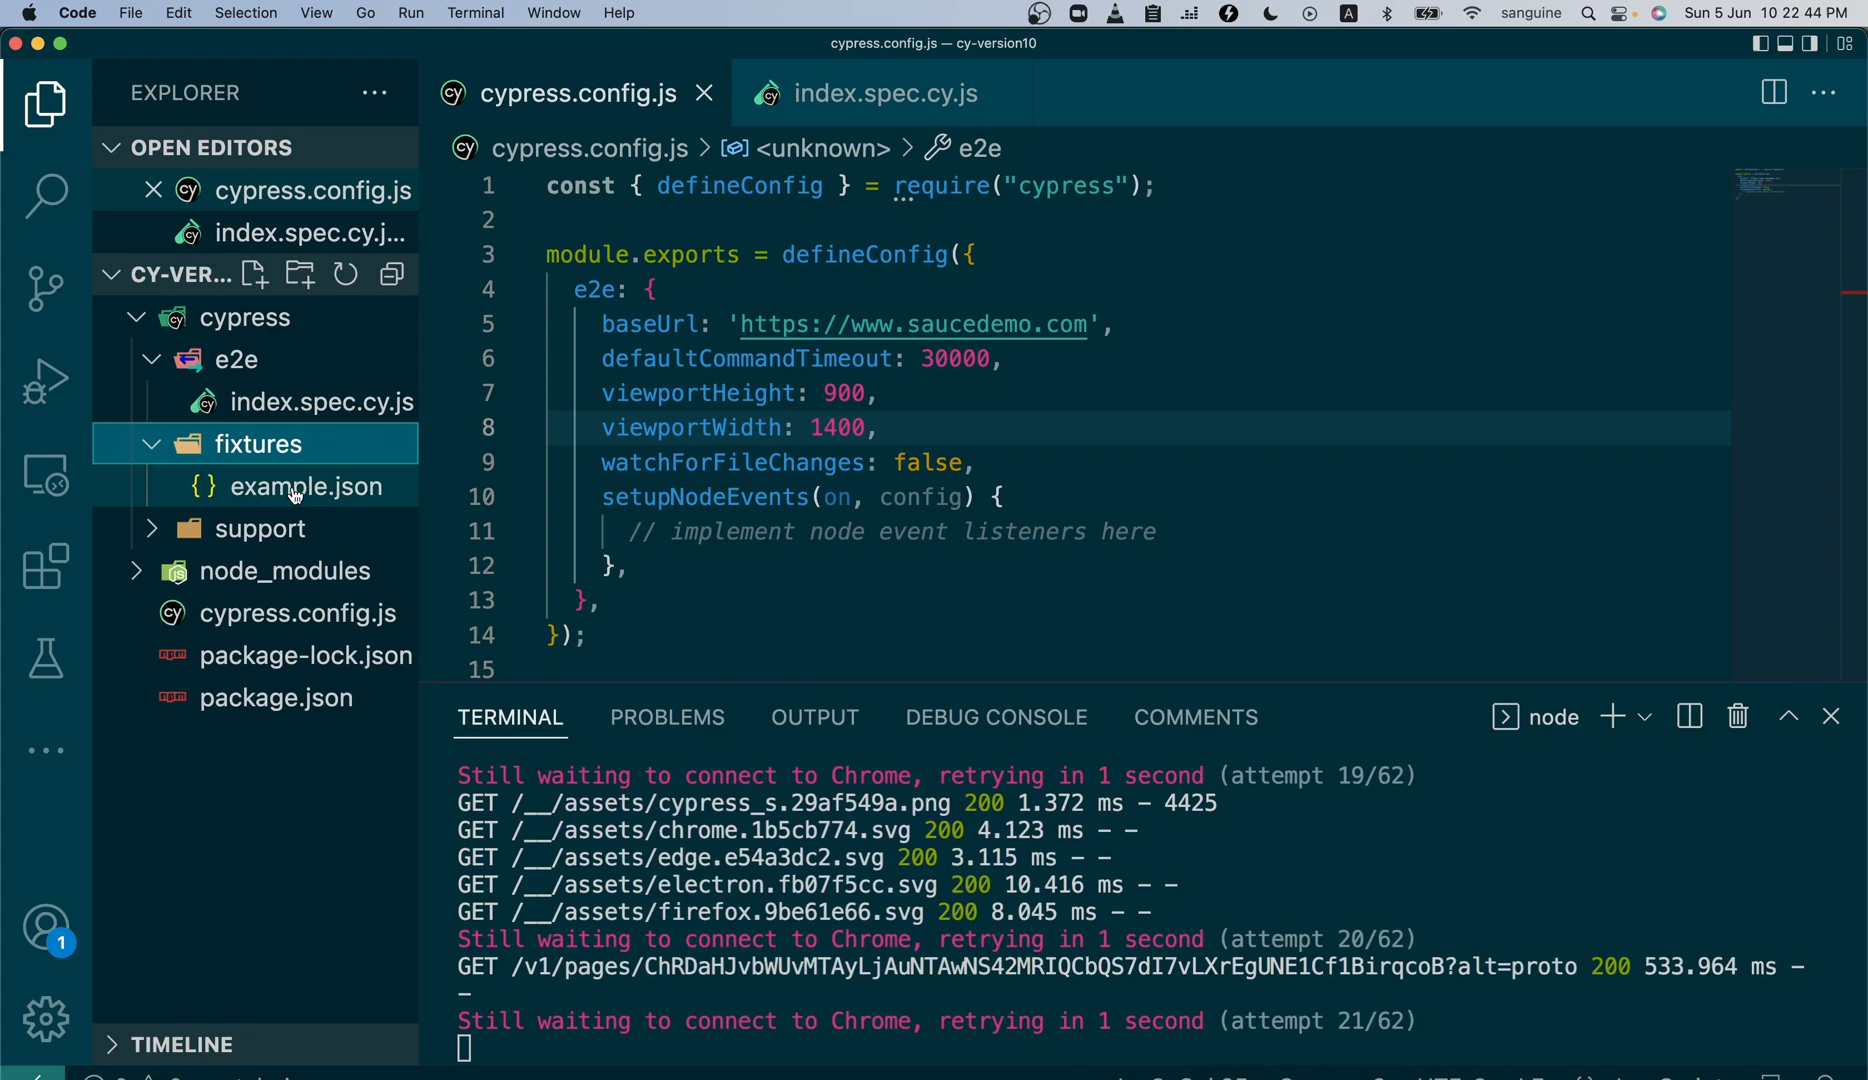 Code File Edit Selection View Go Run Terminal Window Help
A sanguine Sun 5 Jun 10 22 44 PM
cypress.config.js — cy-version10
EXPLORER
OPEN EDITORS
cypress.config.js
index.spec.cy.j...
CY-VER...
cypress
e2e
index.spec.cy.js
fixtures
{ } example.json
support
node_modules
cypress.config.js
package-lock.json
package.json
TIMELINE
1
cypress.config.js
index.spec.cy.js
cypress.config.js > <unknown> > e2e
1 const { defineConfig } = require("cypress");
2
3 module.exports = defineConfig({
4 e2e: {
5 baseUrl: 'https://www.saucedemo.com',
6 defaultCommandTimeout: 30000,
7 viewportHeight: 900,
8 viewportWidth: 1400,
9 watchForFileChanges: false,
10 setupNodeEvents(on, config) {
11 // implement node event listeners here
12 },
13 },
14 });
15
TERMINAL PROBLEMS OUTPUT DEBUG CONSOLE COMMENTS
node
Still waiting to connect to Chrome, retrying in 1 second (attempt 19/62)
GET /__/assets/cypress_s.29af549a.png 200 1.372 ms - 4425
GET /__/assets/chrome.1b5cb774.svg 200 4.123 ms - -
GET /__/assets/edge.e54a3dc2.svg 200 3.115 ms - -
GET /__/assets/electron.fb07f5cc.svg 200 10.416 ms - -
GET /__/assets/firefox.9be61e66.svg 200 8.045 ms - -
Still waiting to connect to Chrome, retrying in 1 second (attempt 20/62)
GET /v1/pages/ChRDaHJvbWUvMTAyLjAuNTAwNS42MRIQCbQS7dI7vLXrEgUNE1Cf1BirqcoB?alt=proto 200 533.964 ms -
-
Still waiting to connect to Chrome, retrying in 1 second (attempt 21/62)